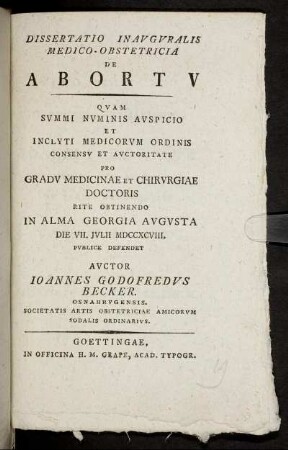 DISSERTATIO INAVGVRALIS
MEDICO-OBSTETRICIA
DE
ABORTV
QVAM
SVMMI NVMINIS AVSPICIO
ET
INCLYTI MEDICORVM ORDINIS
CONSENSV ET AVCTORITATE
PRO
GRADV MEDICINAE ET CHIRVRGIAE
DOCTORIS
RITE OBTINENDO
IN ALMA GEORGIA AVGVSTA
DIE VII. JVLII MDCCXCVIII.
PVBLICE DEFENDET
AVCTOR
IOANNES GODOFREDVS
BECKER.
OSNABRVGENSIS.
SOCIETATIS ARTIS OBSTETRICIAE AMICORVM
SODALIS ORDINARIVS.
GOETTINGAE,
IN OFFICINA H. M. GRAPE, ACAD. TYPOGR.